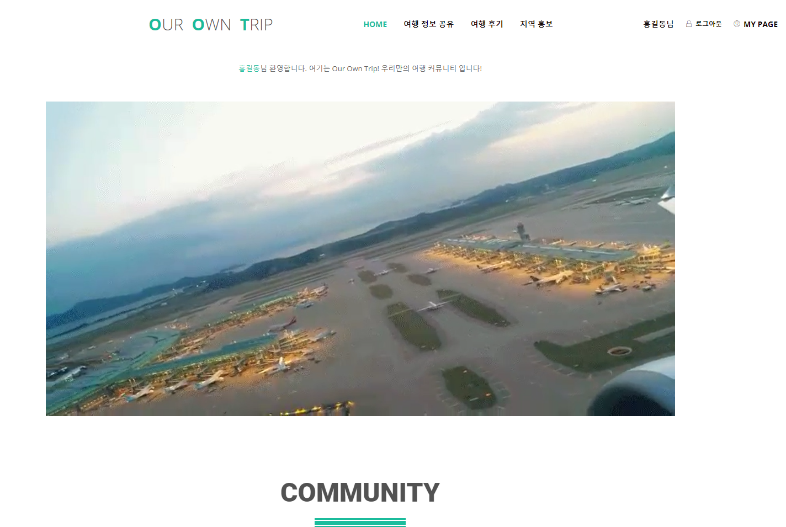 OUR OWN TRIP
HOME 여행 정보 공유 여행 후기 지역 홍보
홍길동님 로그아웃 MY PAGE
홍길동님 환영합니다. 여기는 Our Own Trip! 우리만의 여행 커뮤니티 입니다!
COMMUNITY